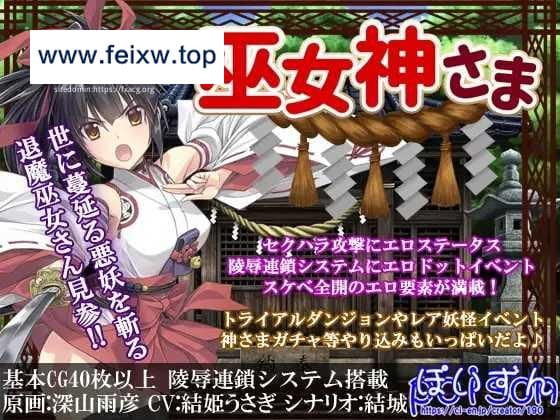 www.feixw.top
巫女神さま
世に蔓延る悪妖を斬る
退魔巫女さん見参!!
セクハラ攻撃にエロステータス
陵辱連鎖システムにエロドットイベント
スケベ全開のエロ要素が満載!
トライアルダンジョンやレア妖怪イベント
神さまガチャ等やり込みもいっぱいだよ♪
基本CG40枚以上 陵辱連鎖システム搭載
原画:深山雨彦 CV:結姫うさぎ シナリオ:結城
ぽいずん